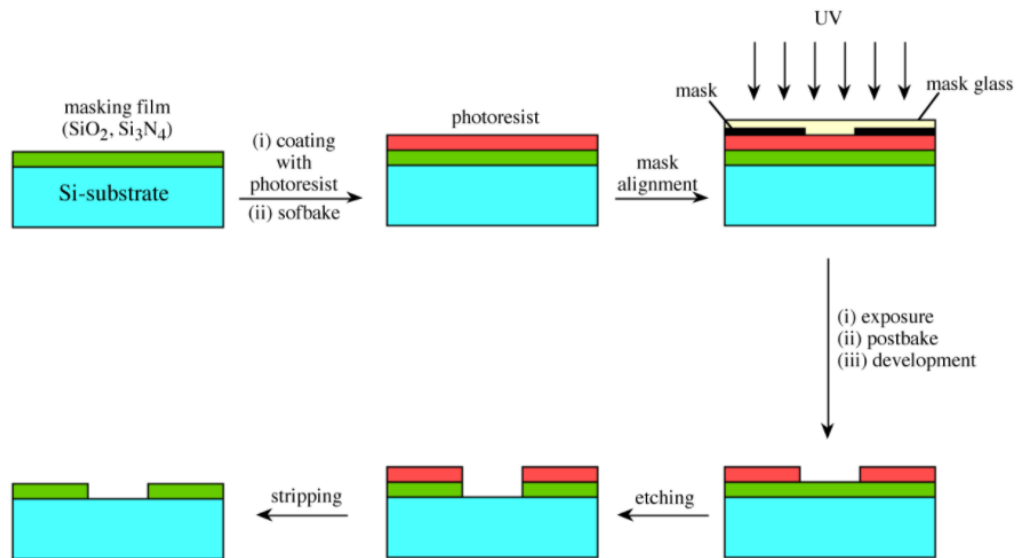 masking film
(SiO₂, Si₃N₄)
Si-substrate
(i) coating
with
photoresist
(ii) sofbake
photoresist
mask
alignment
UV
mask
mask glass
(i) exposure
(ii) postbake
(iii) development
etching
stripping